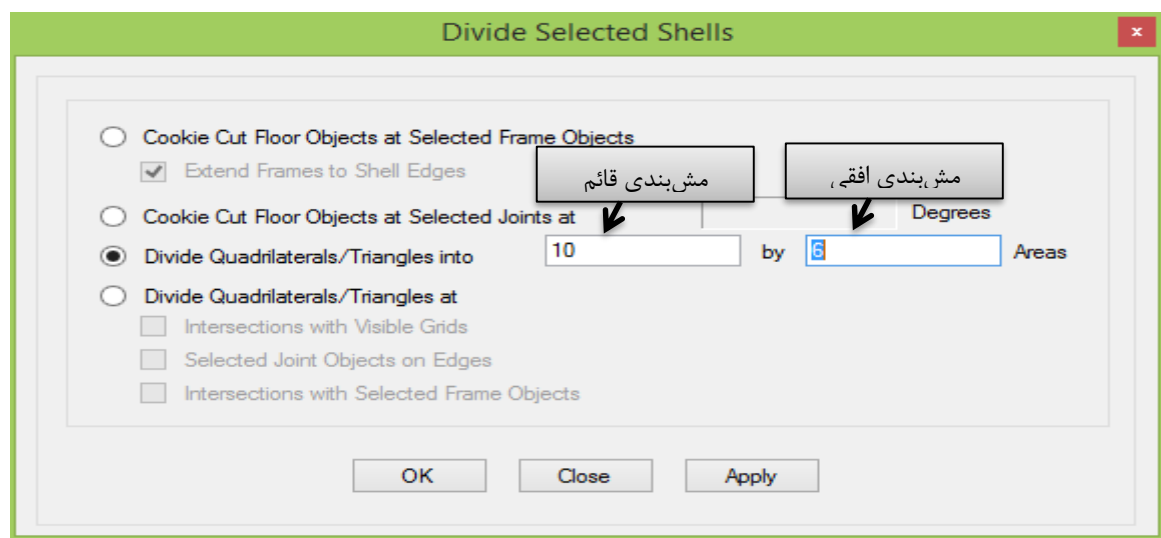 Divide Selected Shells
x
Cookie Cut Floor Objects at Selected Frame Objects
Extend Frames to Shell Edges
مش‌بندی قائم
مش‌بندی افقی
Cookie Cut Floor Objects at Selected Joints at Degrees
Divide Quadrilaterals/Triangles into 10 by 6 Areas
Divide Quadrilaterals/Triangles at
Intersections with Visible Grids
Selected Joint Objects on Edges
Intersections with Selected Frame Objects
OK Close Apply